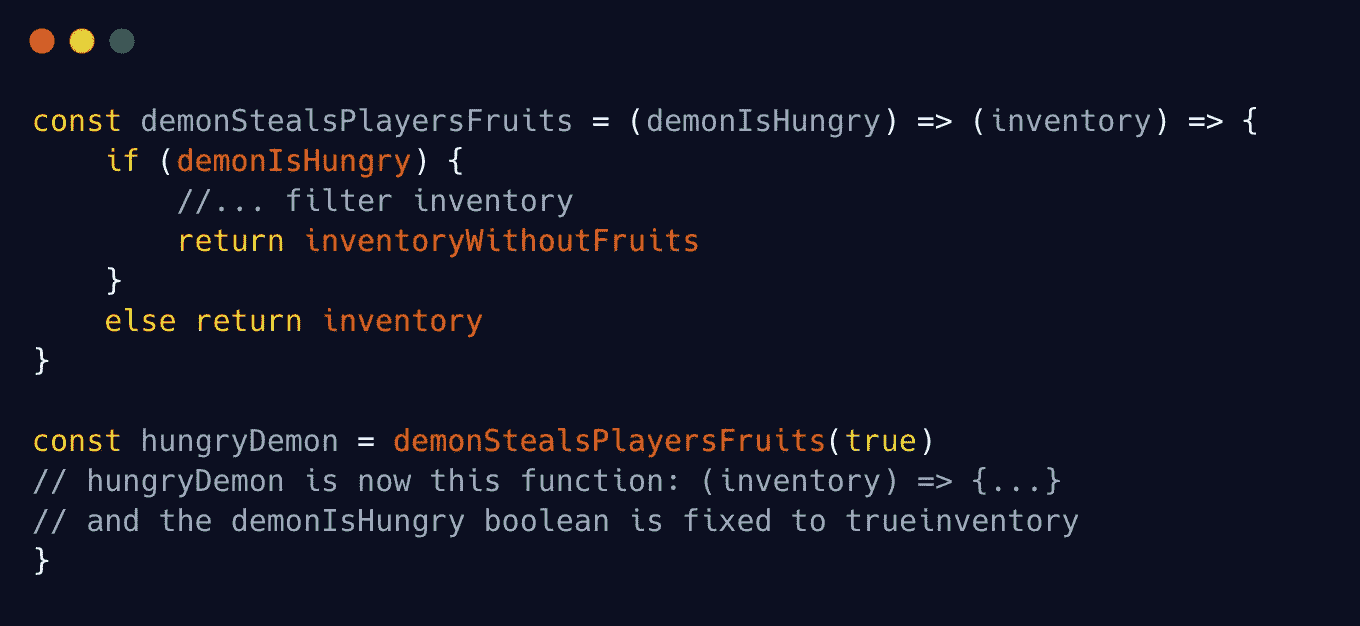 const demonStealsPlayersFruits = (demonIsHungry) => (inventory) => {
    if (demonIsHungry) {
        //... filter inventory
        return inventoryWithoutFruits
    }
    else return inventory
}

const hungryDemon = demonStealsPlayersFruits(true)
// hungryDemon is now this function: (inventory) => {...}
// and the demonIsHungry boolean is fixed to trueinventory
}